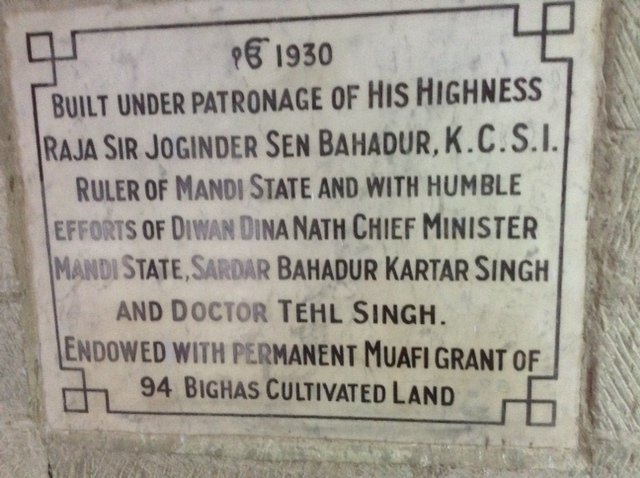 ੴ 1930
BUILT UNDER PATRONAGE OF HIS HIGHNESS
RAJA SIR JOGINDER SEN BAHADUR, K.C.S.I.
RULER OF MANDI STATE AND WITH HUMBLE
EFFORTS OF DIWAN DINA NATH CHIEF MINISTER
MANDI STATE, SARDAR BAHADUR KARTAR SINGH
AND DOCTOR TEHL SINGH.
ENDOWED WITH PERMANENT MUAFI GRANT OF
94 BIGHAS CULTIVATED LAND